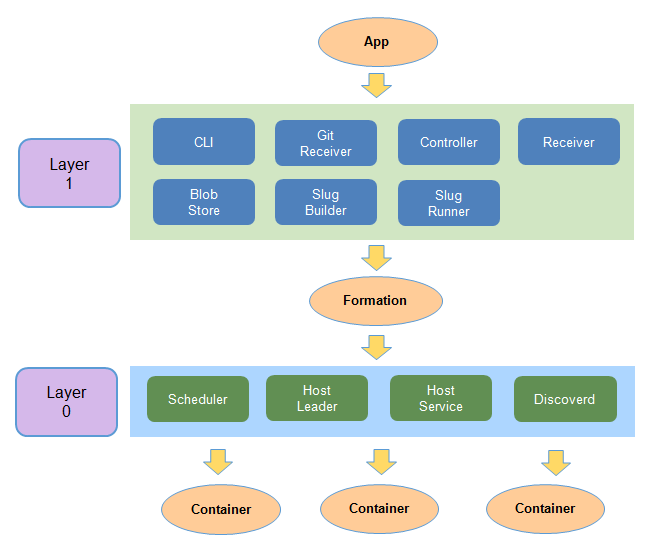 App
Layer
1
CLI
Git
Receiver
Controller
Receiver
Blob
Store
Slug
Builder
Slug
Runner
Formation
Layer
0
Scheduler
Host
Leader
Host
Service
Discoverd
Container
Container
Container